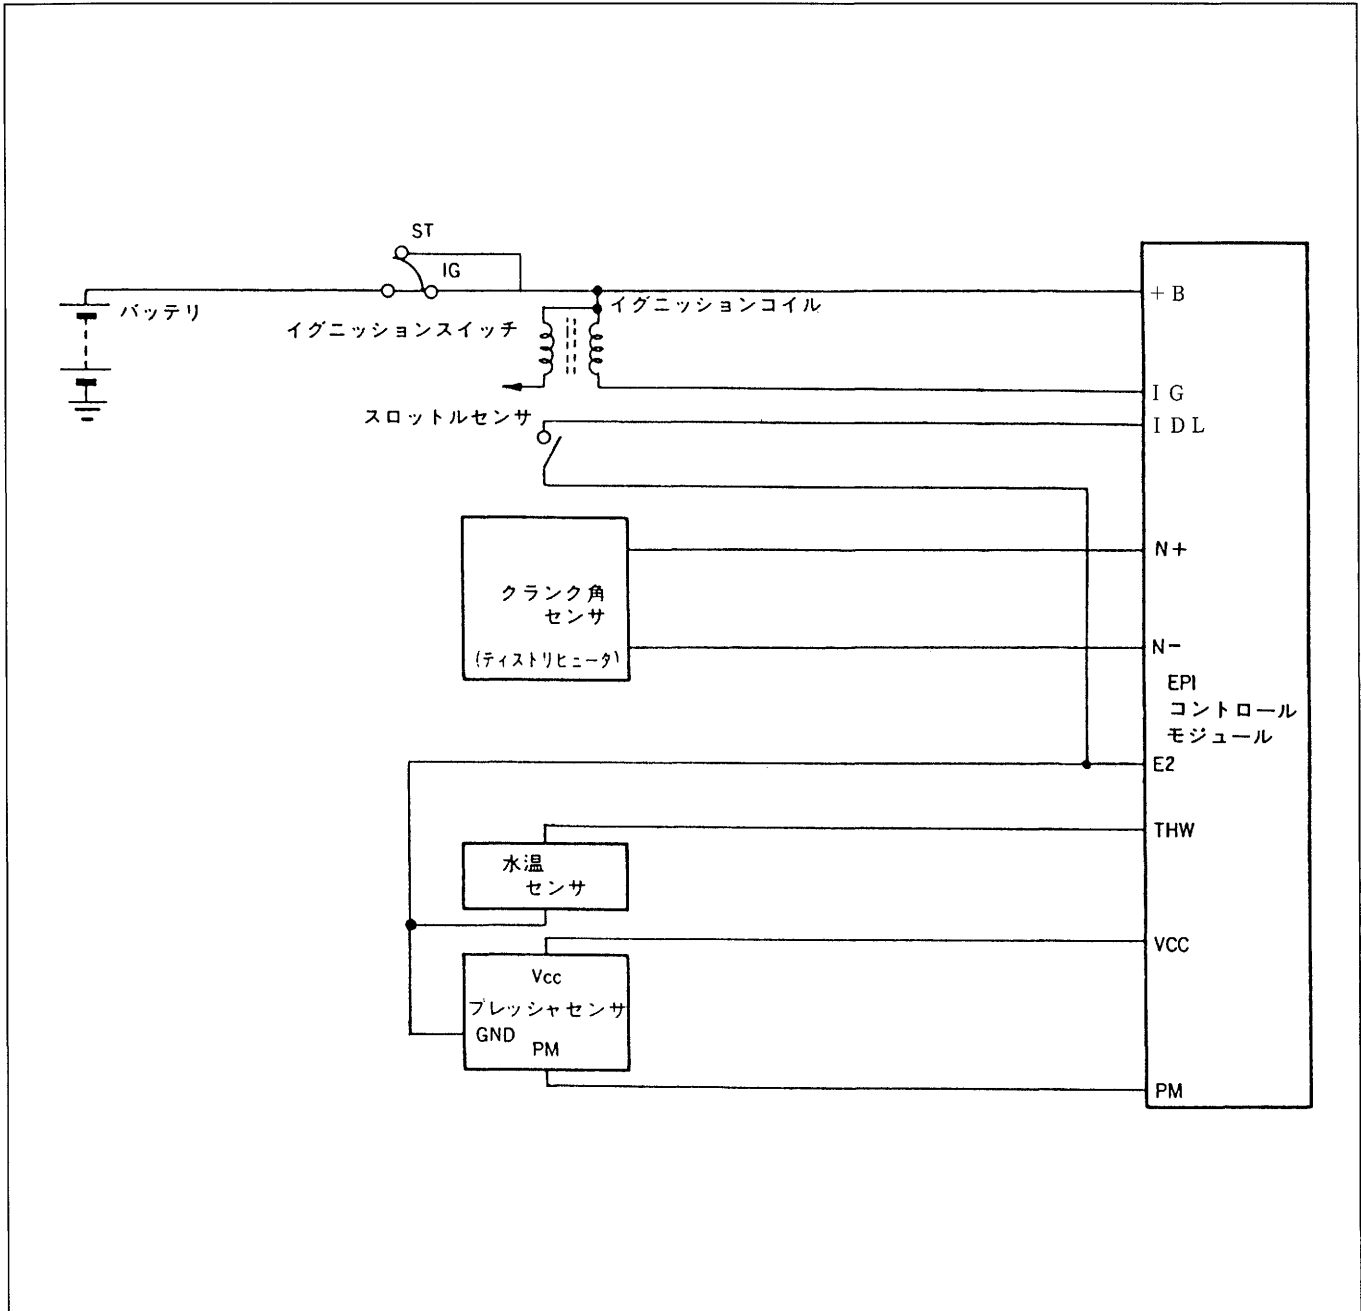 ST
IG
バッテリ
イグニッションスイッチ
イグニッションコイル
+B
IG
スロットルセンサ
IDL
クランク角
センサ
(ティストリヒュータ)
N+
N-
EPI
コントロール
モジュール
E2
THW
水温
センサ
VCC
Vcc
プレッシャセンサ
GND
PM
PM